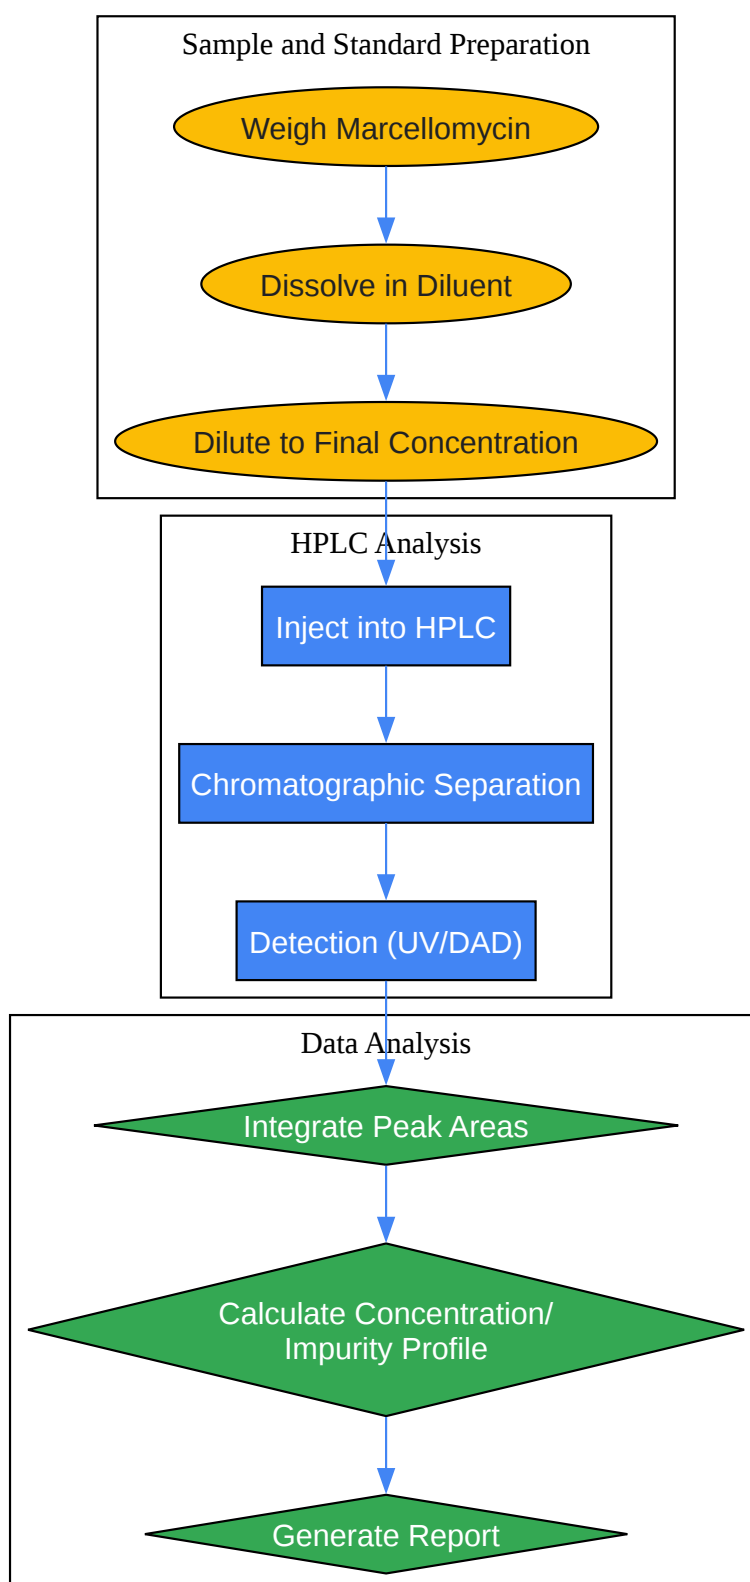 Sample and Standard Preparation
Weigh Marcellomycin
Dissolve in Diluent
Dilute to Final Concentration
HPLC Analysis
Inject into HPLC
Chromatographic Separation
Detection (UV/DAD)
Data Analysis
Integrate Peak Areas
Calculate Concentration/
Impurity Profile
Generate Report